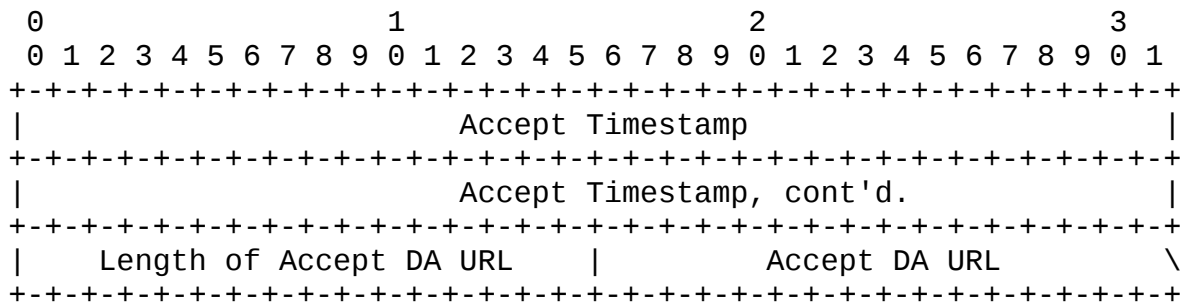 0                   1                   2                   3
 0 1 2 3 4 5 6 7 8 9 0 1 2 3 4 5 6 7 8 9 0 1 2 3 4 5 6 7 8 9 0 1
+-+-+-+-+-+-+-+-+-+-+-+-+-+-+-+-+-+-+-+-+-+-+-+-+-+-+-+-+-+-+-+-+
|                        Accept Timestamp                       |
+-+-+-+-+-+-+-+-+-+-+-+-+-+-+-+-+-+-+-+-+-+-+-+-+-+-+-+-+-+-+-+-+
|                        Accept Timestamp, cont'd.              |
+-+-+-+-+-+-+-+-+-+-+-+-+-+-+-+-+-+-+-+-+-+-+-+-+-+-+-+-+-+-+-+-+
|    Length of Accept DA URL    |         Accept DA URL         \
+-+-+-+-+-+-+-+-+-+-+-+-+-+-+-+-+-+-+-+-+-+-+-+-+-+-+-+-+-+-+-+-+